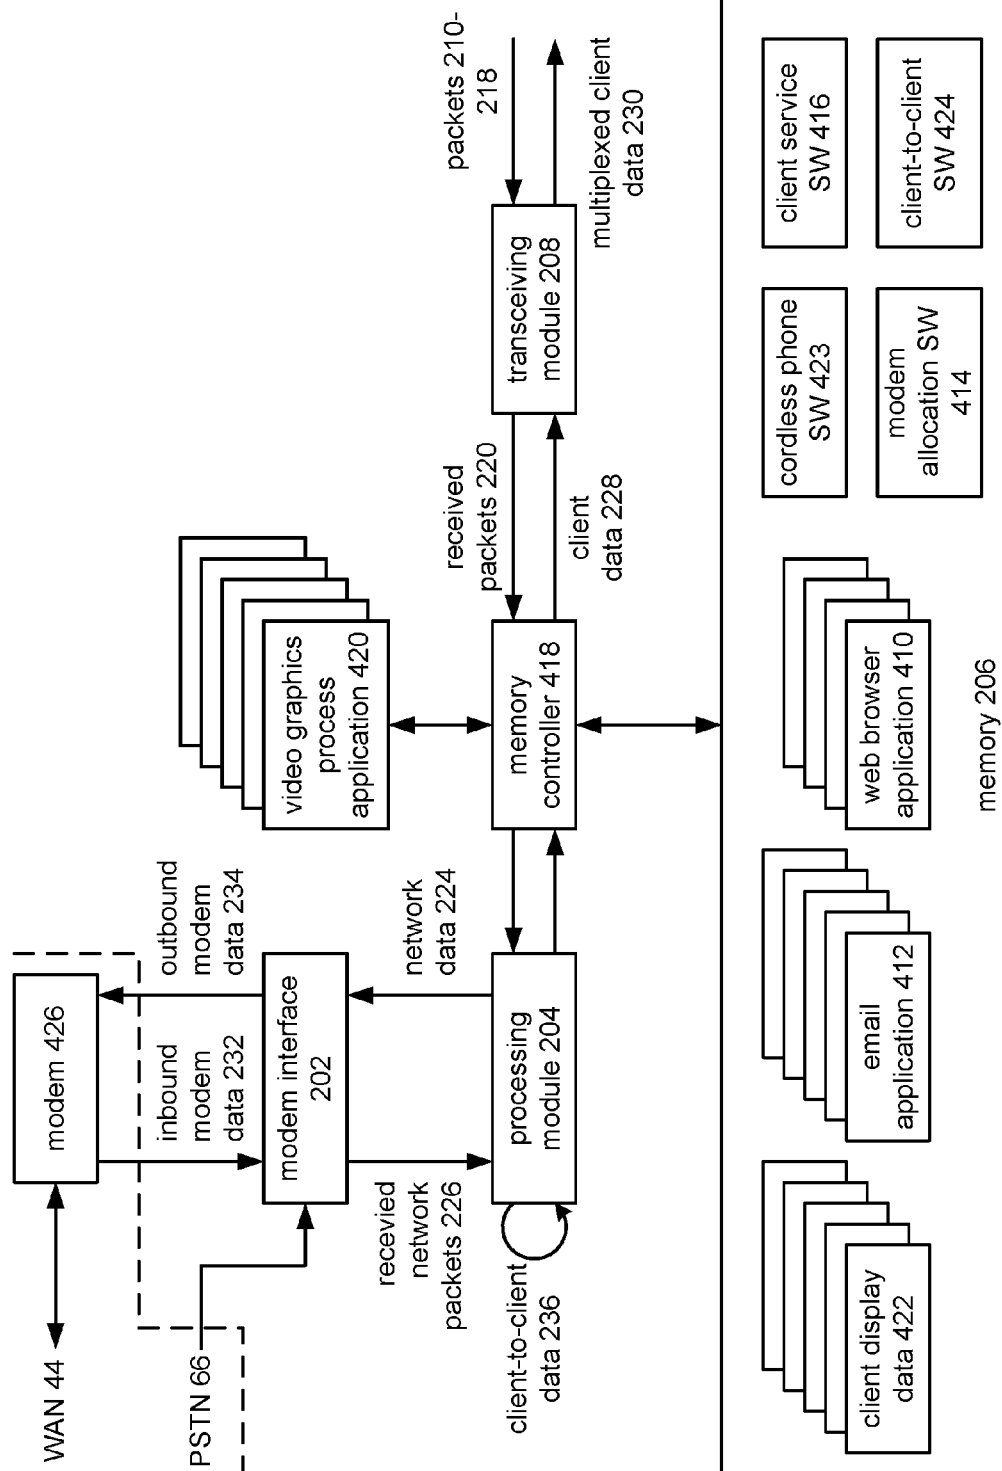 WAN 44
modem 426
PSTN 66
inbound
modem
data 232
outbound
modem
data 234
modem interface
202
recevied
network
packets 226
network
data 224
client-to-client
data 236
processing
module 204
video graphics
process
application 420
memory
controller 418
received
packets 220
client
data 228
transceiving
module 208
packets 210-
218
multiplexed client
data 230
client display
data 422
email
application 412
web browser
application 410
cordless phone
SW 423
client service
SW 416
modem
allocation SW
414
client-to-client
SW 424
memory 206